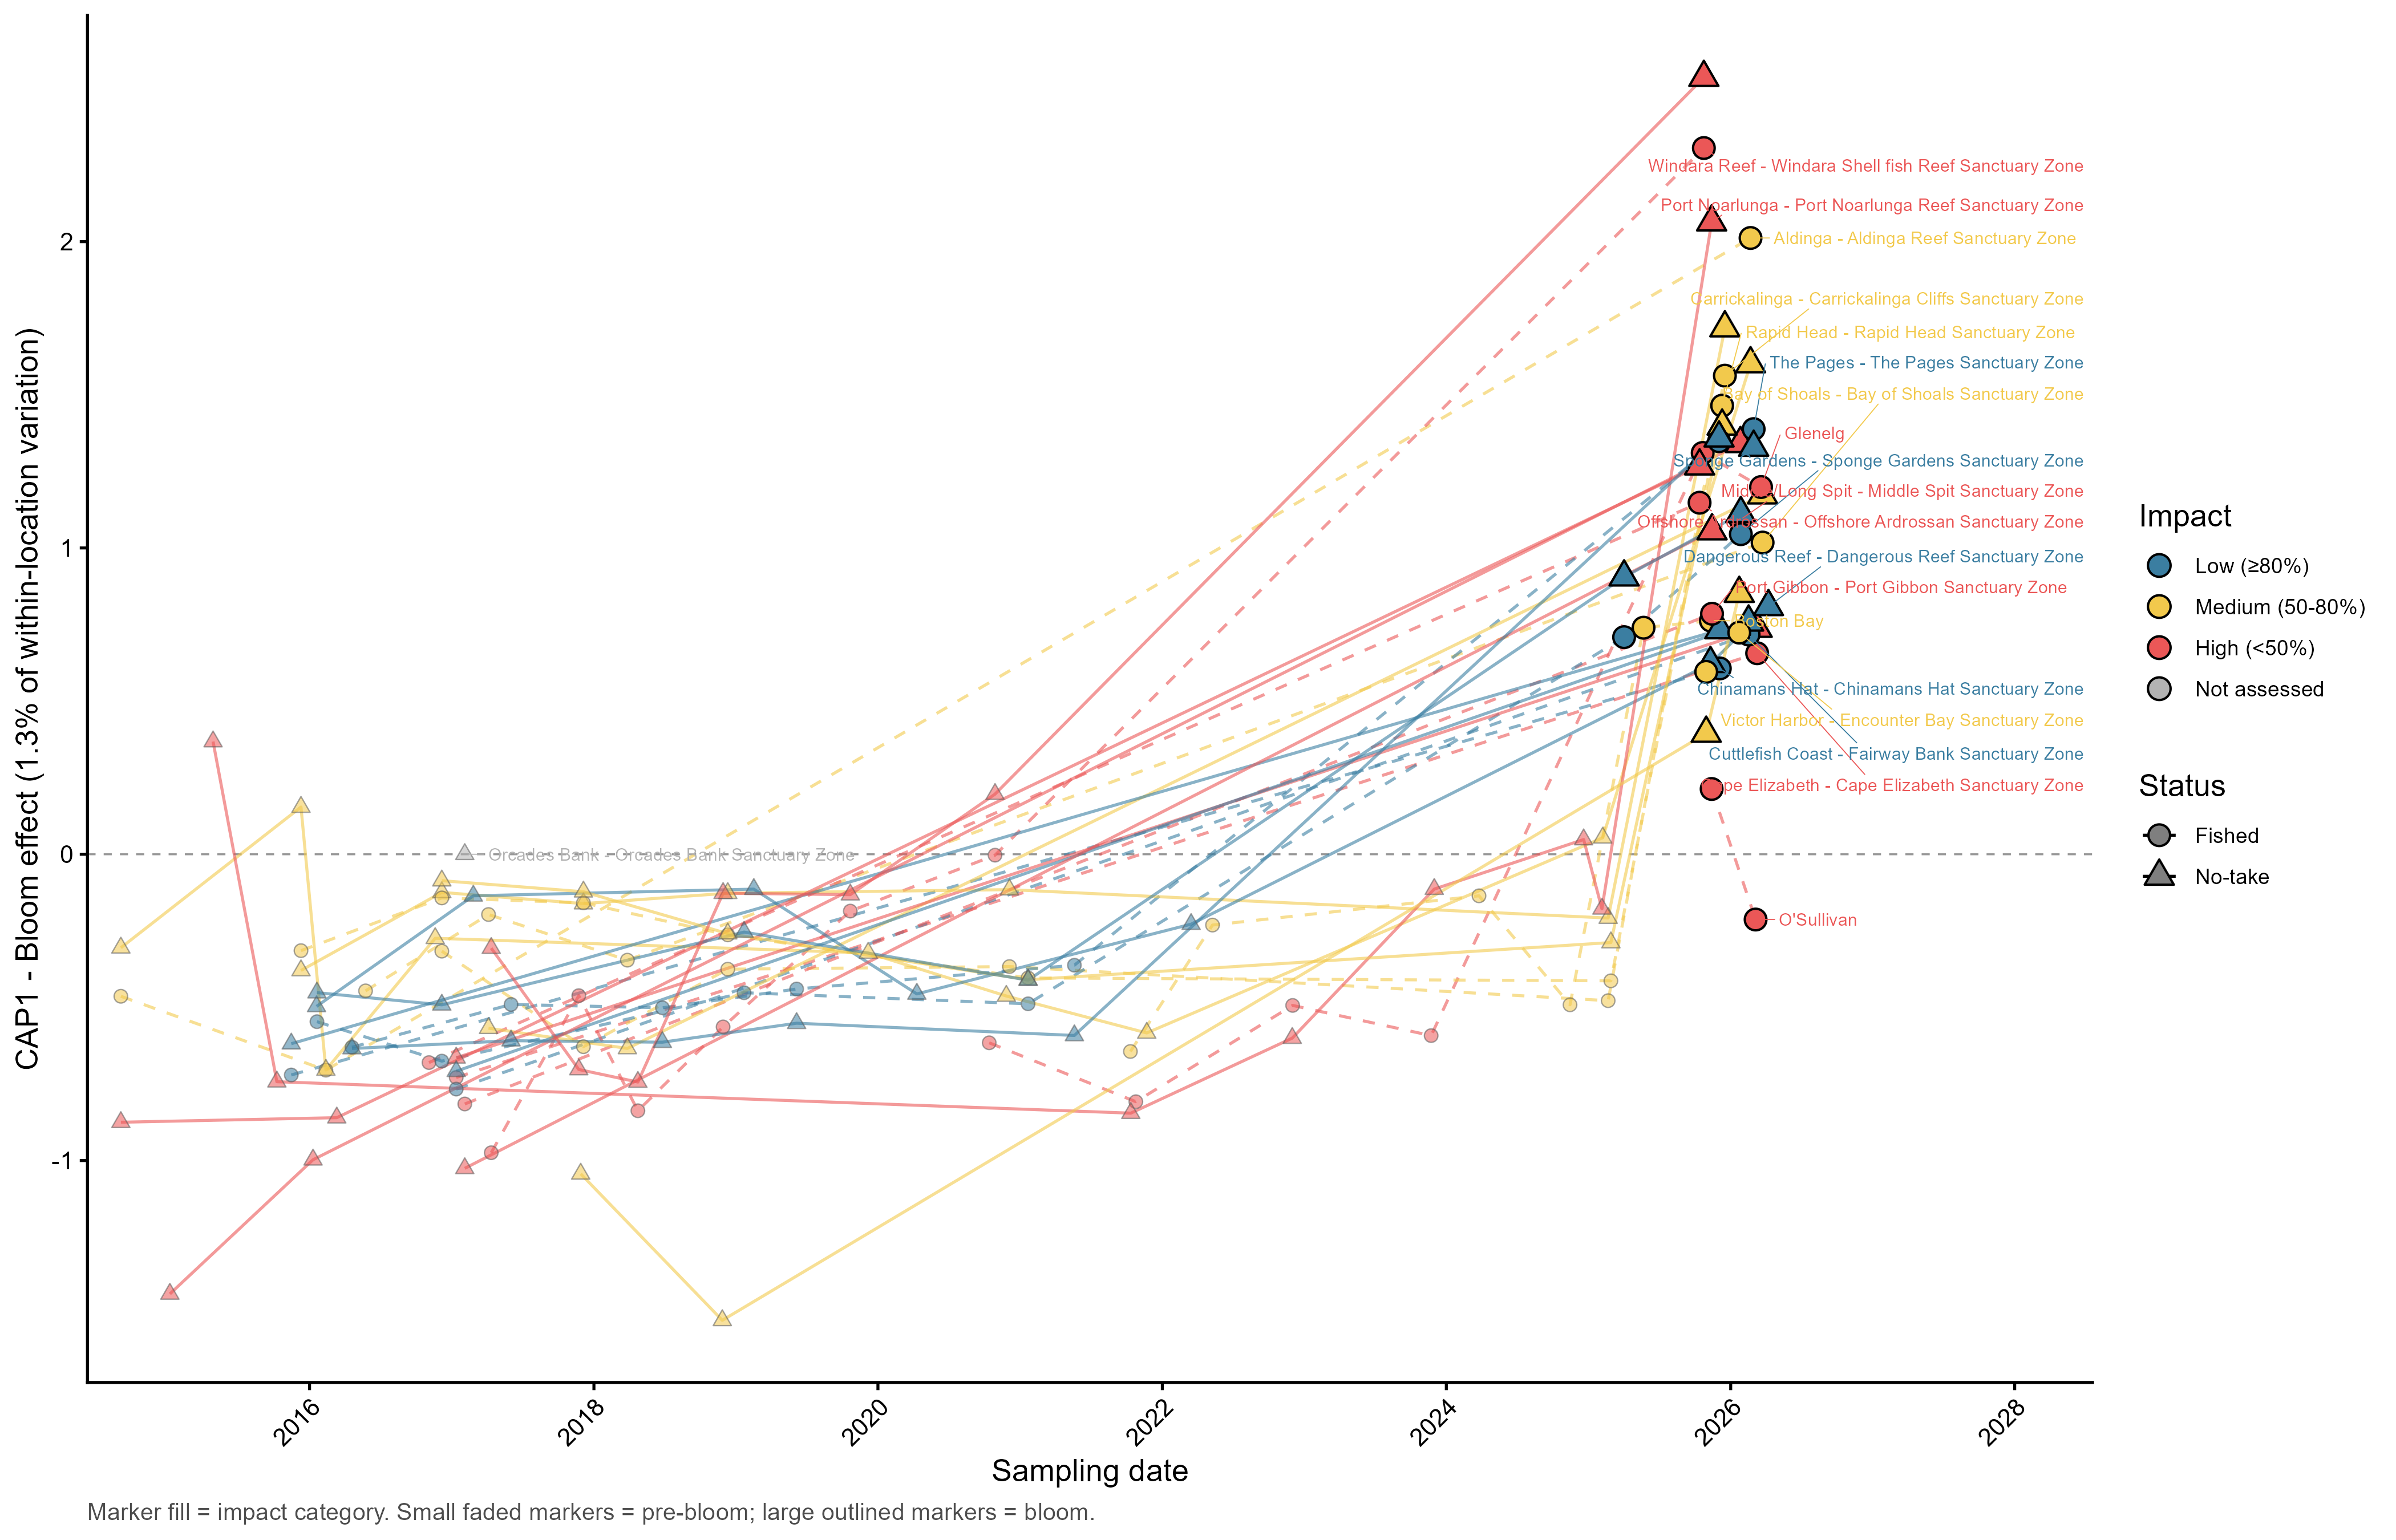 CAP1 - Bloom effect (1.3% of within-location variation)
2
1
0
-1
Windara Reef - Windara Shell fish Reef Sanctuary Zone
Port Noarlunga - Port Noarlunga Reef Sanctuary Zone
Aldinga - Aldinga Reef Sanctuary Zone
Carrickalinga - Carrickalinga Cliffs Sanctuary Zone
Rapid Head - Rapid Head Sanctuary Zone
The Pages - The Pages Sanctuary Zone
Bay of Shoals - Bay of Shoals Sanctuary Zone
Glenelg
Sponge Gardens - Sponge Gardens Sanctuary Zone
Middle/Long Spit - Middle Spit Sanctuary Zone
Offshore Ardrossan - Offshore Ardrossan Sanctuary Zone
Dangerous Reef - Dangerous Reef Sanctuary Zone
Port Gibbon - Port Gibbon Sanctuary Zone
Boston Bay
Chinamans Hat - Chinamans Hat Sanctuary Zone
Victor Harbor - Encounter Bay Sanctuary Zone
Cuttlefish Coast - Fairway Bank Sanctuary Zone
Cape Elizabeth - Cape Elizabeth Sanctuary Zone
Orcades Bank - Orcades Bank Sanctuary Zone
O'Sullivan
2016
2018
2020
2022
2024
2026
2028
Sampling date
Impact
Low (≥80%)
Medium (50-80%)
High (<50%)
Not assessed
Status
Fished
No-take
Marker fill = impact category. Small faded markers = pre-bloom; large outlined markers = bloom.